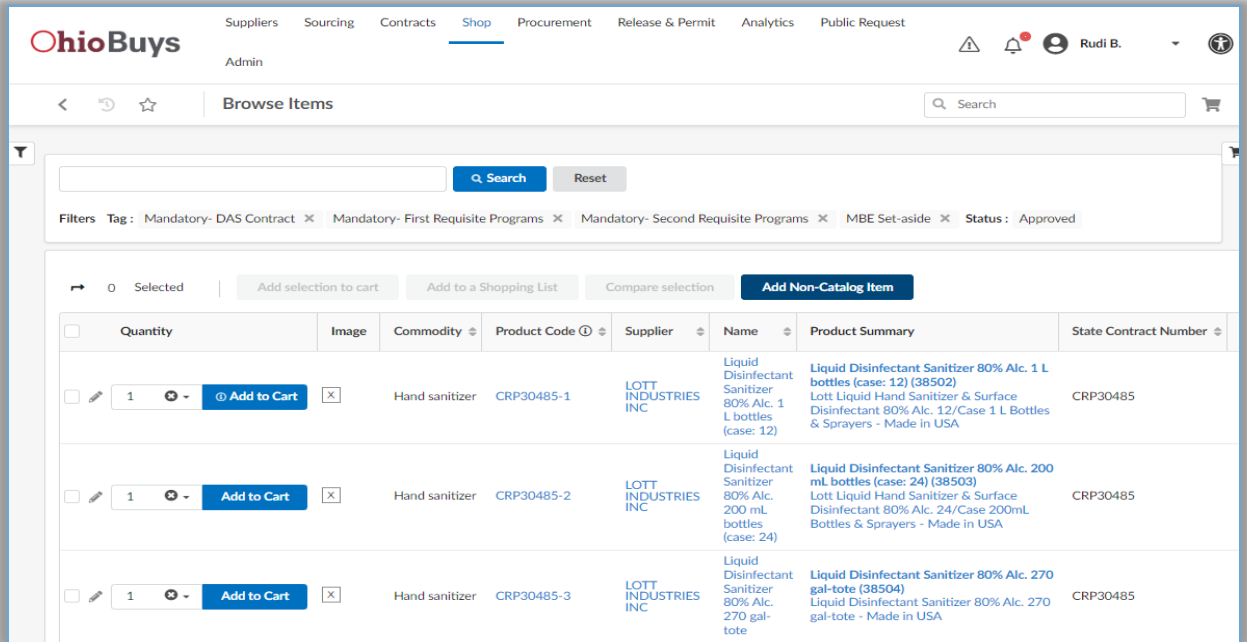 Suppliers Sourcing Contracts Shop Procurement Release & Permit Analytics Public Request
OhioBuys
Rudi B.
Admin
Browse Items
Search
Search Reset
Filters Tag : Mandatory- DAS Contract × Mandatory- First Requisite Programs × Mandatory- Second Requisite Programs × MBE Set-aside × Status : Approved
0 Selected Add selection to cart Add to a Shopping List Compare selection Add Non-Catalog Item
Quantity Image Commodity Product Code Supplier Name Product Summary State Contract Number
1 Add to Cart X Hand sanitizer CRP30485-1
LOTT
INDUSTRIES
INC
Liquid
Disinfectant
Sanitizer
80% Alc. 1
L bottles
(case: 12)
Liquid Disinfectant Sanitizer 80% Alc. 1 L
bottles (case: 12) (38502)
Lott Liquid Hand Sanitizer & Surface
Disinfectant 80% Alc. 12/Case 1 L Bottles
& Sprayers - Made in USA
CRP30485
1 Add to Cart X Hand sanitizer CRP30485-2
LOTT
INDUSTRIES
INC
Liquid
Disinfectant
Sanitizer
80% Alc.
200 mL
bottles
(case: 24)
Liquid Disinfectant Sanitizer 80% Alc. 200
mL bottles (case: 24) (38503)
Lott Liquid Hand Sanitizer & Surface
Disinfectant 80% Alc. 24/Case 200mL
Bottles & Sprayers - Made in USA
CRP30485
1 Add to Cart X Hand sanitizer CRP30485-3
LOTT
INDUSTRIES
INC
Liquid
Disinfectant
Sanitizer
80% Alc.
270 gal-
tote
Liquid Disinfectant Sanitizer 80% Alc. 270
gal-tote (38504)
Liquid Disinfectant Sanitizer 80% Alc. 270
gal-tote - Made in USA
CRP30485